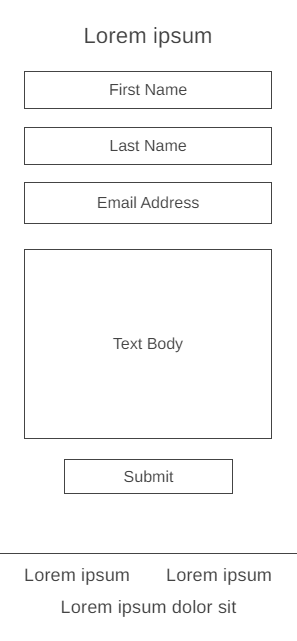 Lorem ipsum
First Name
Last Name
Email Address
Text Body
Submit
Lorem ipsum Lorem ipsum
Lorem ipsum dolor sit